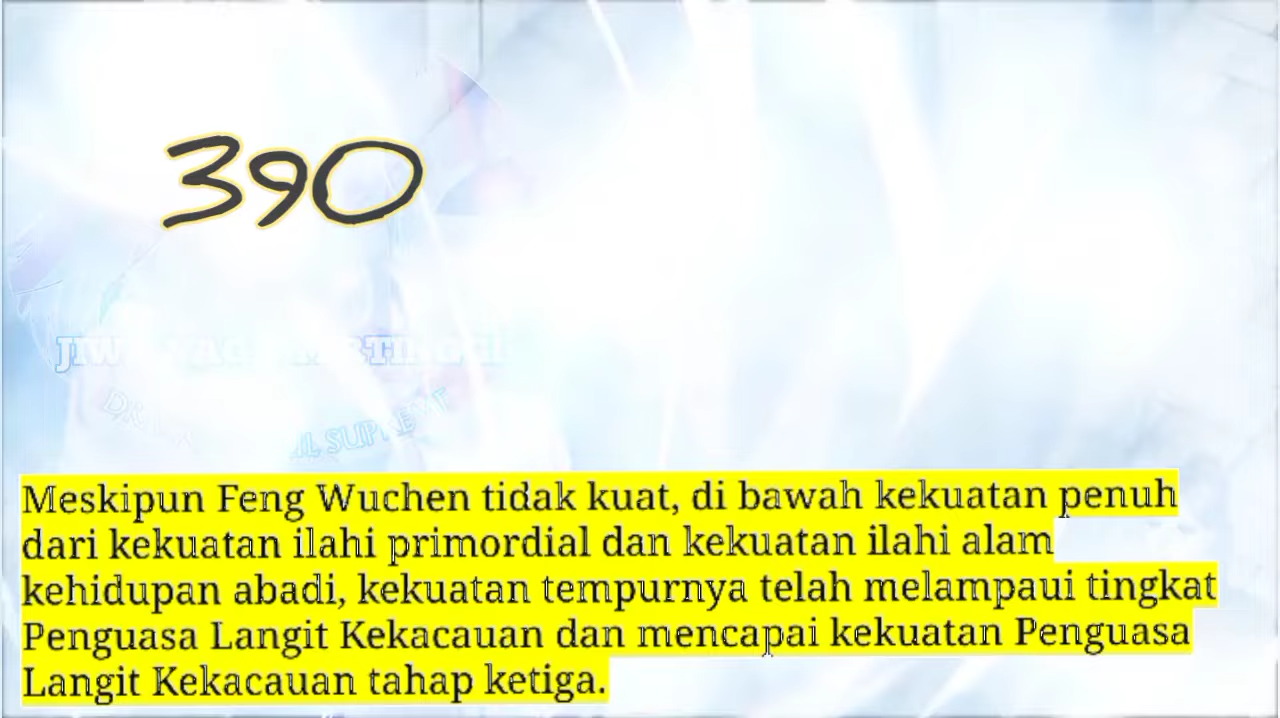 390
Meskipun Feng Wuchen tidak kuat, di bawah kekuatan penuh
dari kekuatan ilahi primordial dan kekuatan ilahi alam
kehidupan abadi, kekuatan tempurnya telah melampaui tingkat
Penguasa Langit Kekacauan dan mencapai kekuatan Penguasa
Langit Kekacauan tahap ketiga.